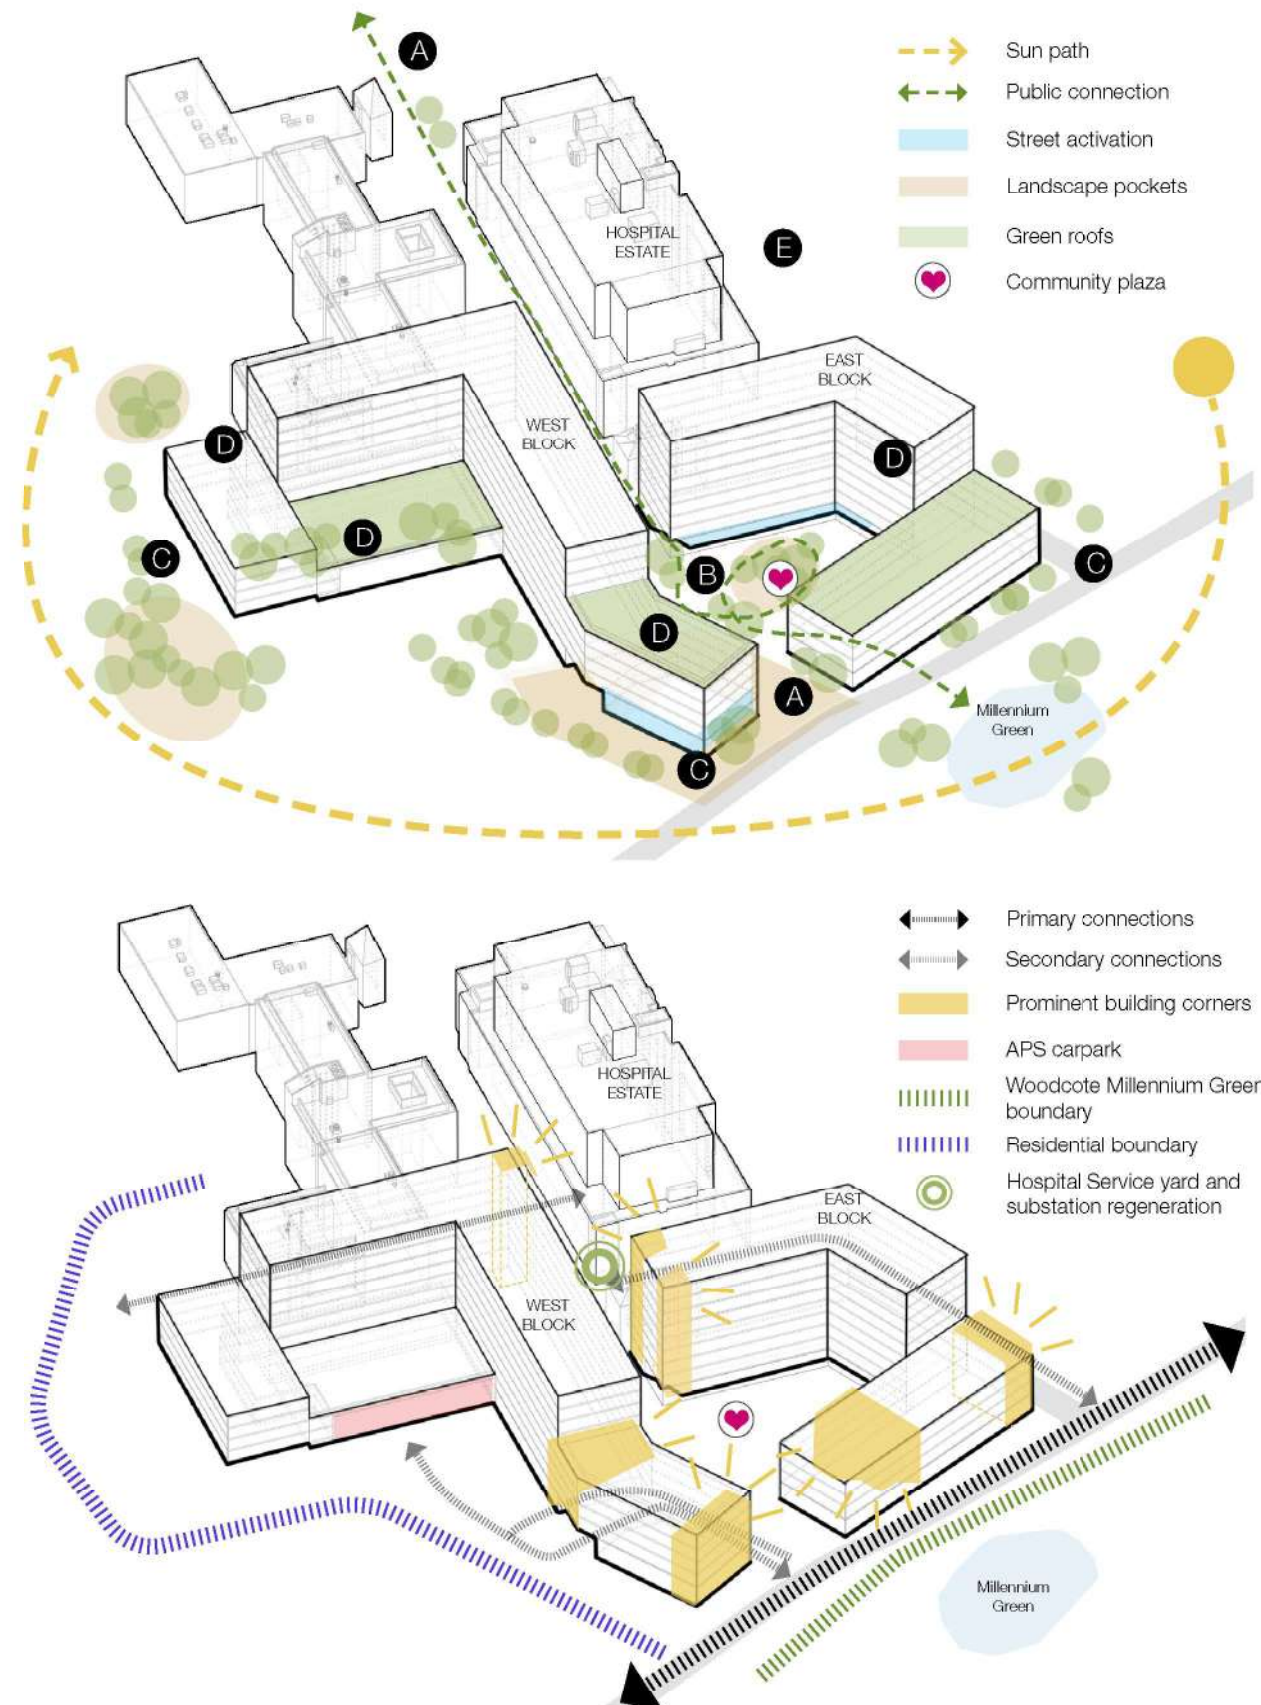 A
Sun path
Public connection
Street activation
Landscape pockets
Green roofs
Community plaza
HOSPITAL
ESTATE
E
EAST
BLOCK
WEST
BLOCK
D
D
D
C
B
C
D
A
Millennium
Green
C
Primary connections
Secondary connections
Prominent building corners
APS carpark
Woodcote Millennium Green
boundary
Residential boundary
Hospital Service yard and
substation regeneration
HOSPITAL
ESTATE
EAST
BLOCK
WEST
BLOCK
Millennium
Green